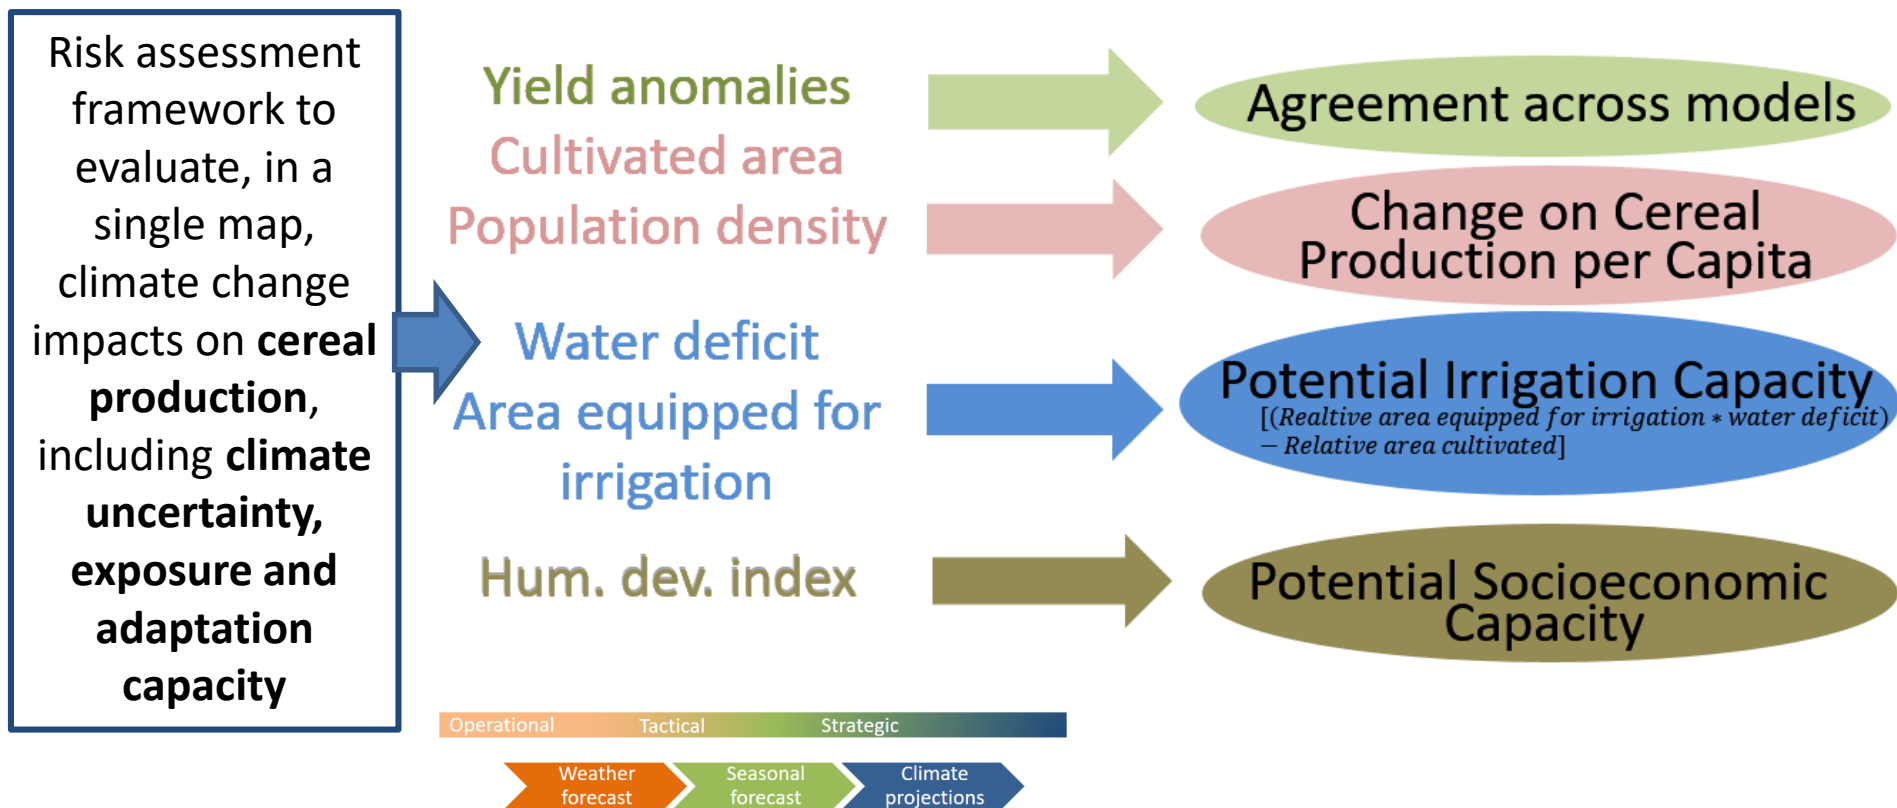 Risk assessment
framework to
evaluate, in a
single map,
climate change
impacts on cereal
production,
including climate
uncertainty,
exposure and
adaptation
capacity
Yield anomalies
Cultivated area
Population density
Water deficit
Area equipped for
irrigation
Hum. dev. index
Agreement across models
Change on Cereal
Production per Capita
Potential Irrigation Capacity
[(Realtive area equipped for irrigation * water deficit)
− Relative area cultivated]
Potential Socioeconomic
Capacity
Operational Tactical Strategic
Weather
forecast
Seasonal
forecast
Climate
projections